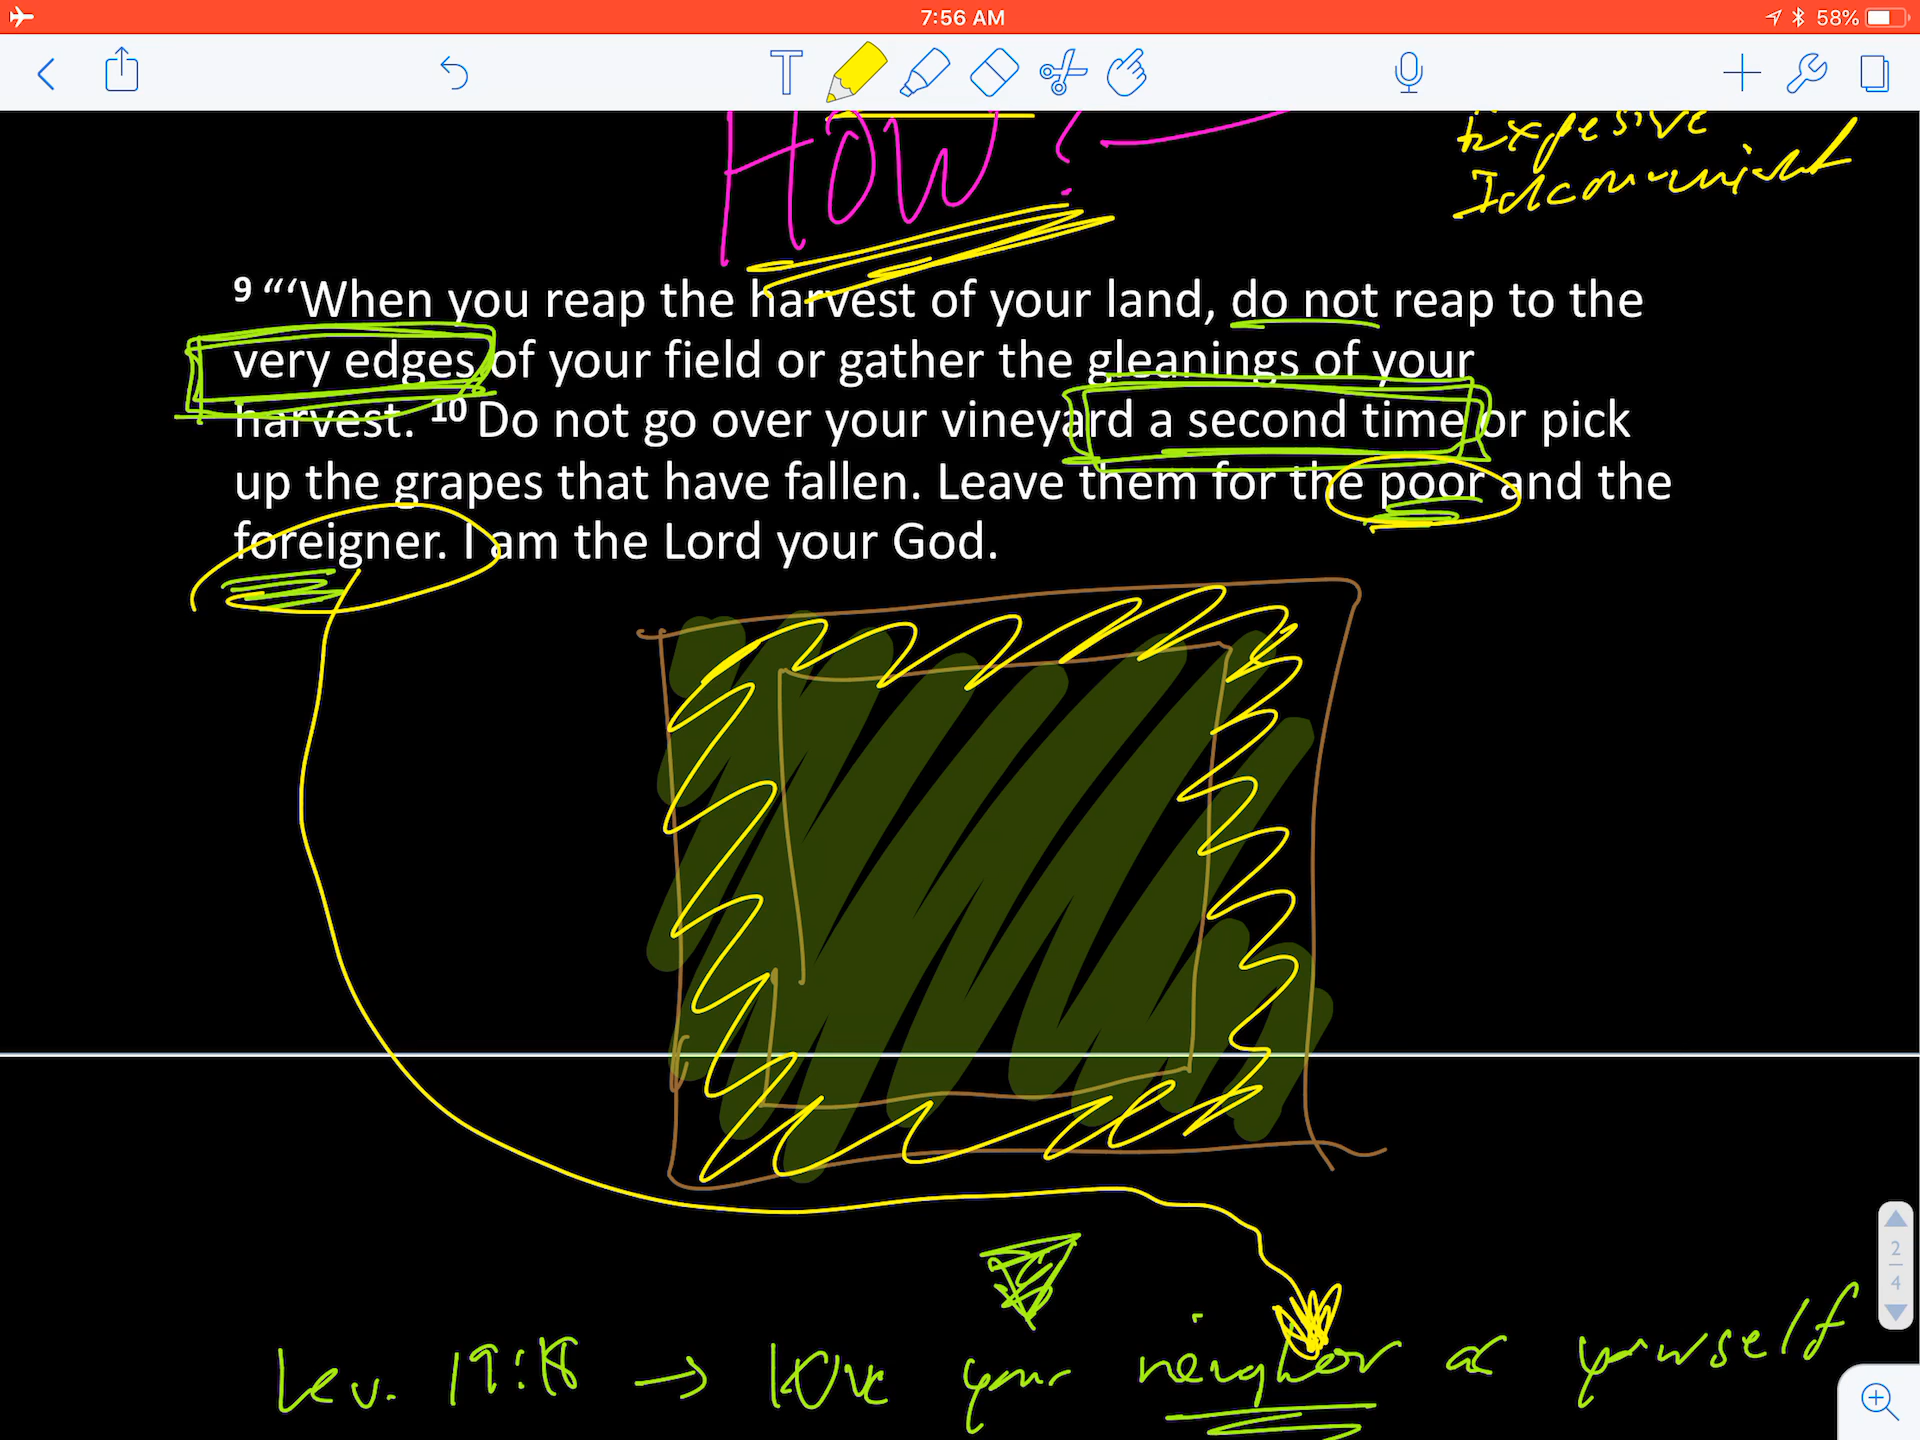 7:56 AM
58%
T
How?
⁹ “‘When you reap the harvest of your land, do not reap to the
very edges of your field or gather the gleanings of your
harvest. ¹⁰ Do not go over your vineyard a second time or pick
up the grapes that have fallen. Leave them for the poor and the
foreigner. I am the Lord your God.
2
4
Lev. 19:18 → love your neighbor as yourself